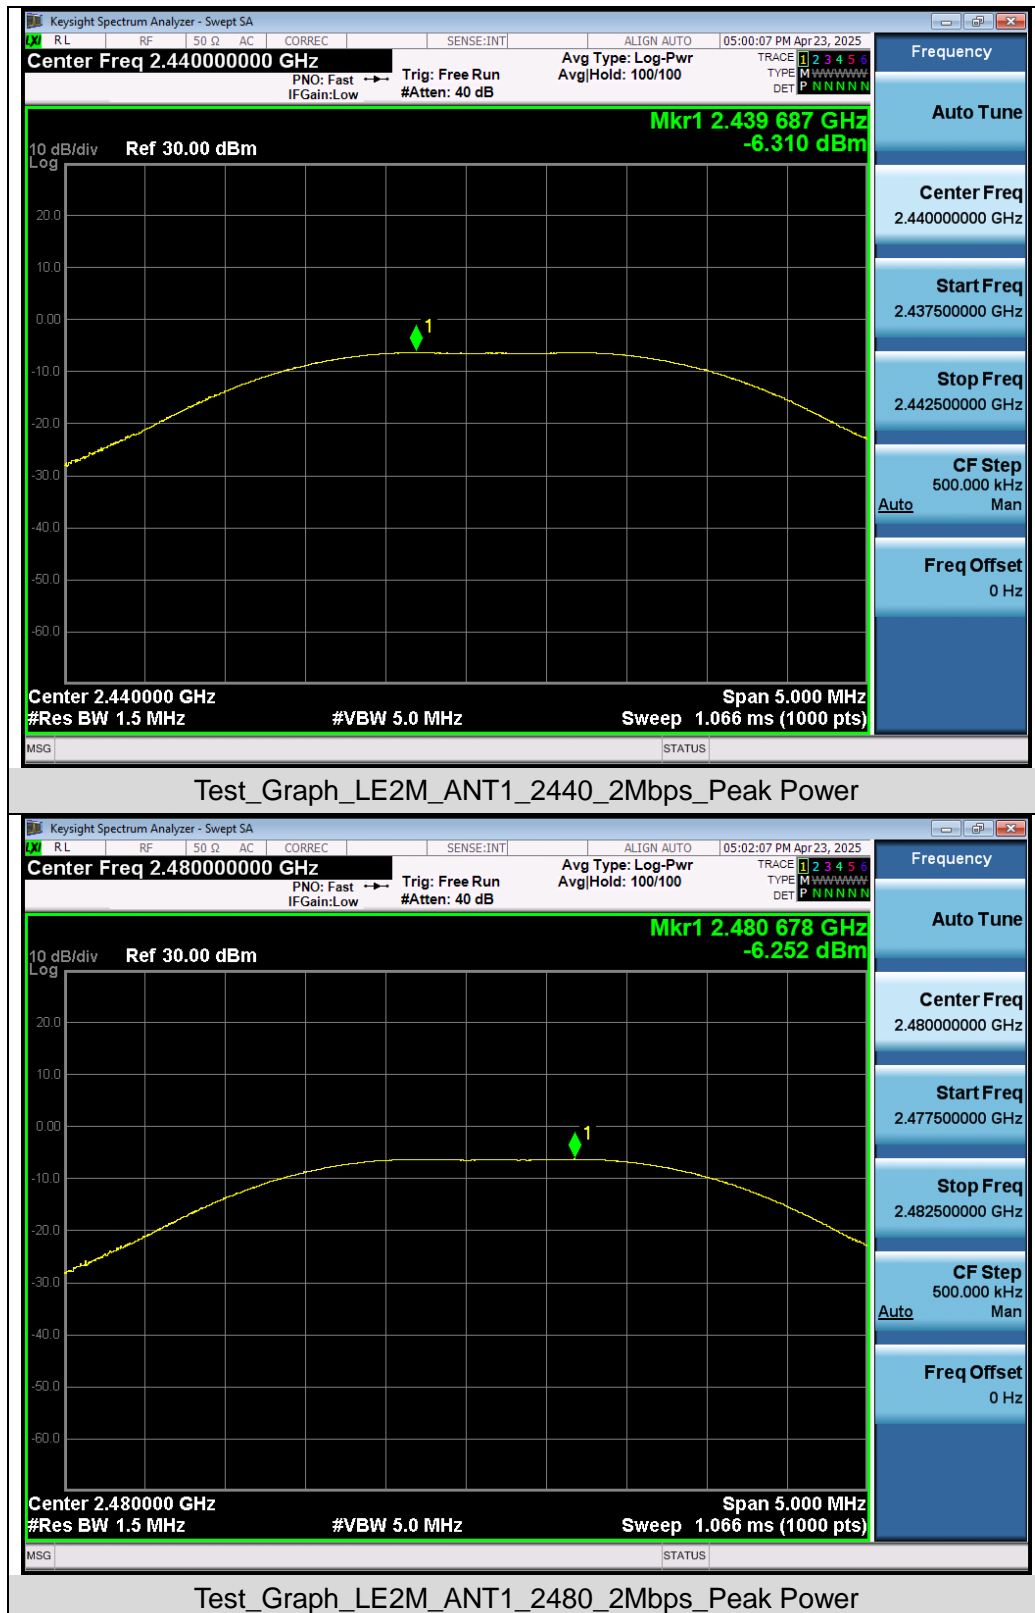 Keysight Spectrum Analyzer - Swept SA
LXI RL RF 50 Ω AC CORREC SENSE:INT ALIGN AUTO 05:00:07 PM Apr 23, 2025
Center Freq 2.440000000 GHz
PNO: Fast
IFGain:Low
Trig: Free Run
#Atten: 40 dB
Avg Type: Log-Pwr
Avg|Hold: 100/100
TRACE 1 2 3 4 5 6
TYPE M W W W W W
DET P N N N N N
Mkr1 2.439 687 GHz
-6.310 dBm
10 dB/div Ref 30.00 dBm
Log
20.0
10.0
0.00
-10.0
-20.0
-30.0
-40.0
-50.0
-60.0
1
Center 2.440000 GHz Span 5.000 MHz
#Res BW 1.5 MHz #VBW 5.0 MHz Sweep 1.066 ms (1000 pts)
MSG STATUS
Frequency
Auto Tune
Center Freq
2.440000000 GHz
Start Freq
2.437500000 GHz
Stop Freq
2.442500000 GHz
CF Step
500.000 kHz
Auto Man
Freq Offset
0 Hz
Test_Graph_LE2M_ANT1_2440_2Mbps_Peak Power
Keysight Spectrum Analyzer - Swept SA
LXI RL RF 50 Ω AC CORREC SENSE:INT ALIGN AUTO 05:02:07 PM Apr 23, 2025
Center Freq 2.480000000 GHz
PNO: Fast
IFGain:Low
Trig: Free Run
#Atten: 40 dB
Avg Type: Log-Pwr
Avg|Hold: 100/100
TRACE 1 2 3 4 5 6
TYPE M W W W W W
DET P N N N N N
Mkr1 2.480 678 GHz
-6.252 dBm
10 dB/div Ref 30.00 dBm
Log
20.0
10.0
0.00
-10.0
-20.0
-30.0
-40.0
-50.0
-60.0
1
Center 2.480000 GHz Span 5.000 MHz
#Res BW 1.5 MHz #VBW 5.0 MHz Sweep 1.066 ms (1000 pts)
MSG STATUS
Frequency
Auto Tune
Center Freq
2.480000000 GHz
Start Freq
2.477500000 GHz
Stop Freq
2.482500000 GHz
CF Step
500.000 kHz
Auto Man
Freq Offset
0 Hz
Test_Graph_LE2M_ANT1_2480_2Mbps_Peak Power